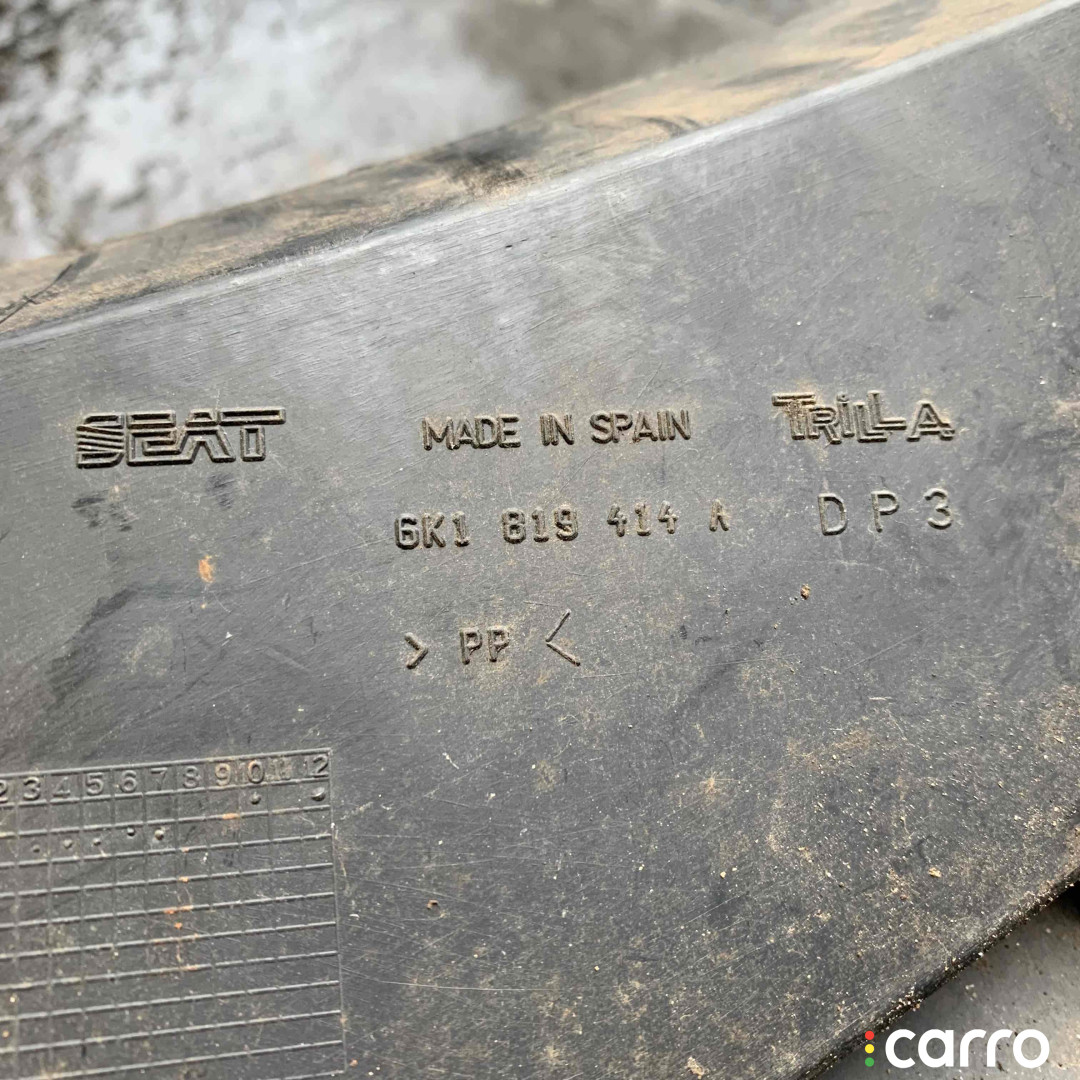 SEAT MADE IN SPAIN TRiLLA
6K1 819 414 A DP3
> PP <
2 3 4 5 6 7 8 9 10 11 12
carro